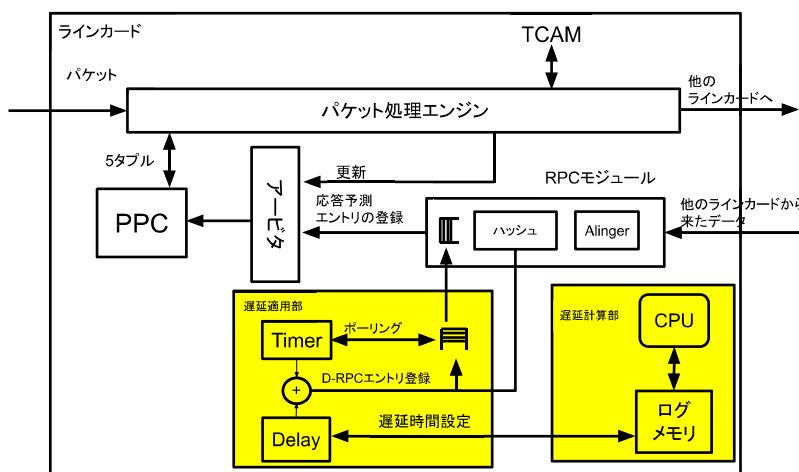 ラインカード
TCAM
パケット
パケット処理エンジン
他の
ラインカードへ
5タプル
更新
RPCモジュール
アービタ
応答予測
エントリの登録
他のラインカードから
来たデータ
PPC
ハッシュ
Alinger
遅延適用部
Timer
ポーリング
+
D-RPCエントリ登録
Delay
遅延時間設定
遅延計算部
CPU
ログ
メモリ